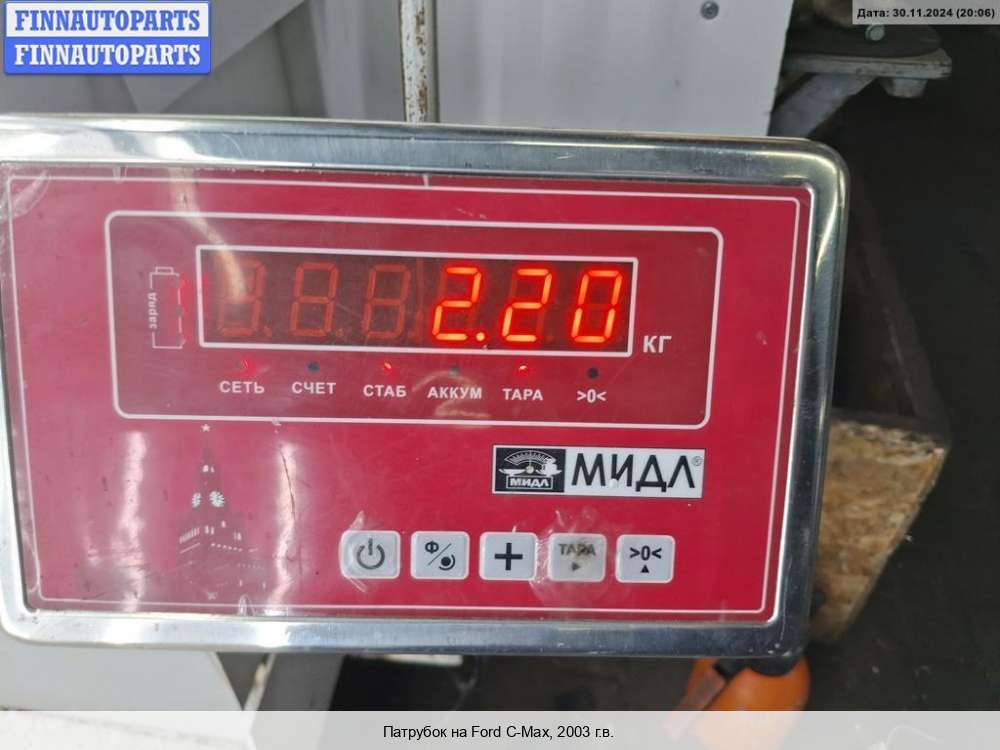 FINNAUTOPARTS
FINNAUTOPARTS
Дата: 30.11.2024 (20:06)
заряд
2.20
КГ
СЕТЬ СЧЕТ СТАБ АККУМ ТАРА >0<
МИДЛ МИДЛ®
Ф/ + ТАРА >0<
Патрубок на Ford C-Max, 2003 г.в.